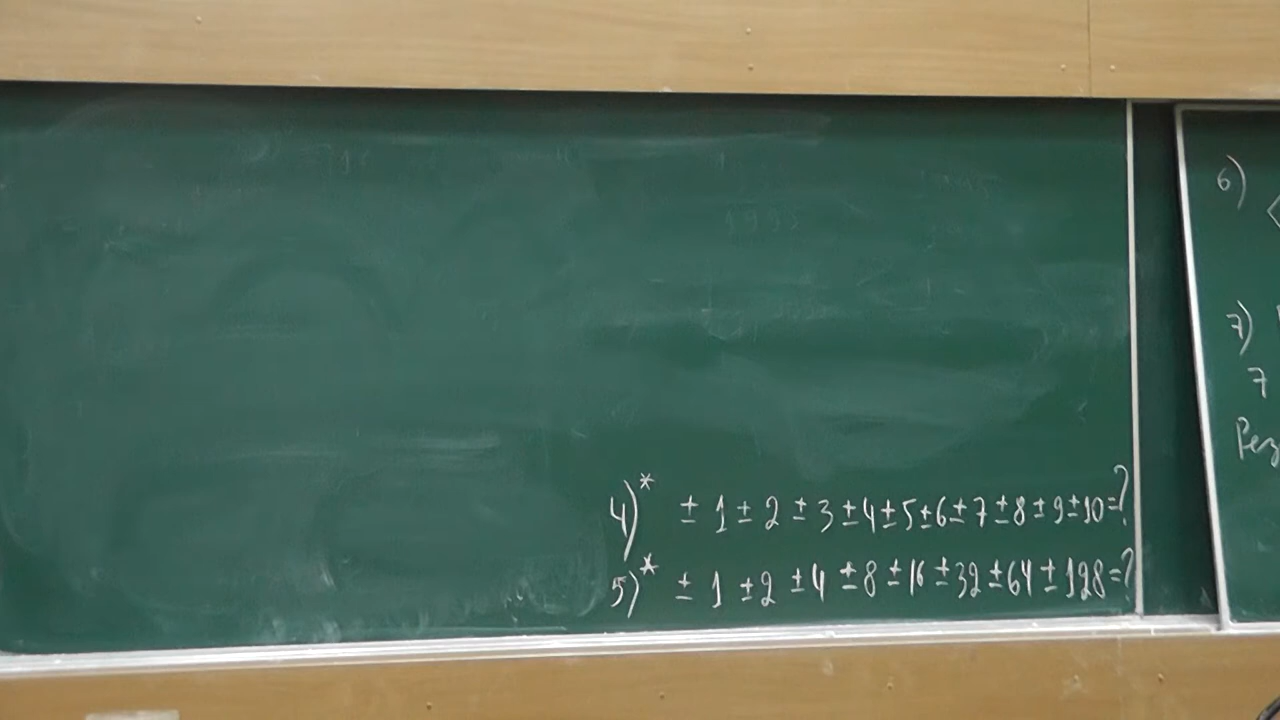 4)* ± 1 ± 2 ± 3 ± 4 ± 5 ± 6 ± 7 ± 8 ± 9 ± 10 = ?
5)* ± 1 ± 2 ± 4 ± 8 ± 16 ± 32 ± 64 ± 128 = ?
6)
7)
7
Рез